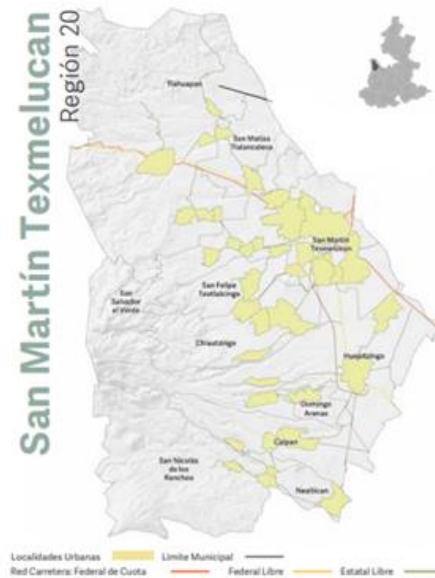 San Martín Texmelucan
Región 20
Tlahuapan
San Matías
Tlalancaleca
San Martín
Texmelucan
San Felipe
Teotlalcingo
San
Salvador
el Verde
Chiautzingo
Huejotzingo
Domingo
Arenas
Calpan
San Nicolás
de los
Ranchos
Nealtican
Localidades Urbanas
Límite Municipal
Red Carretera: Federal de Cuota
Federal Libre
Estatal Libre